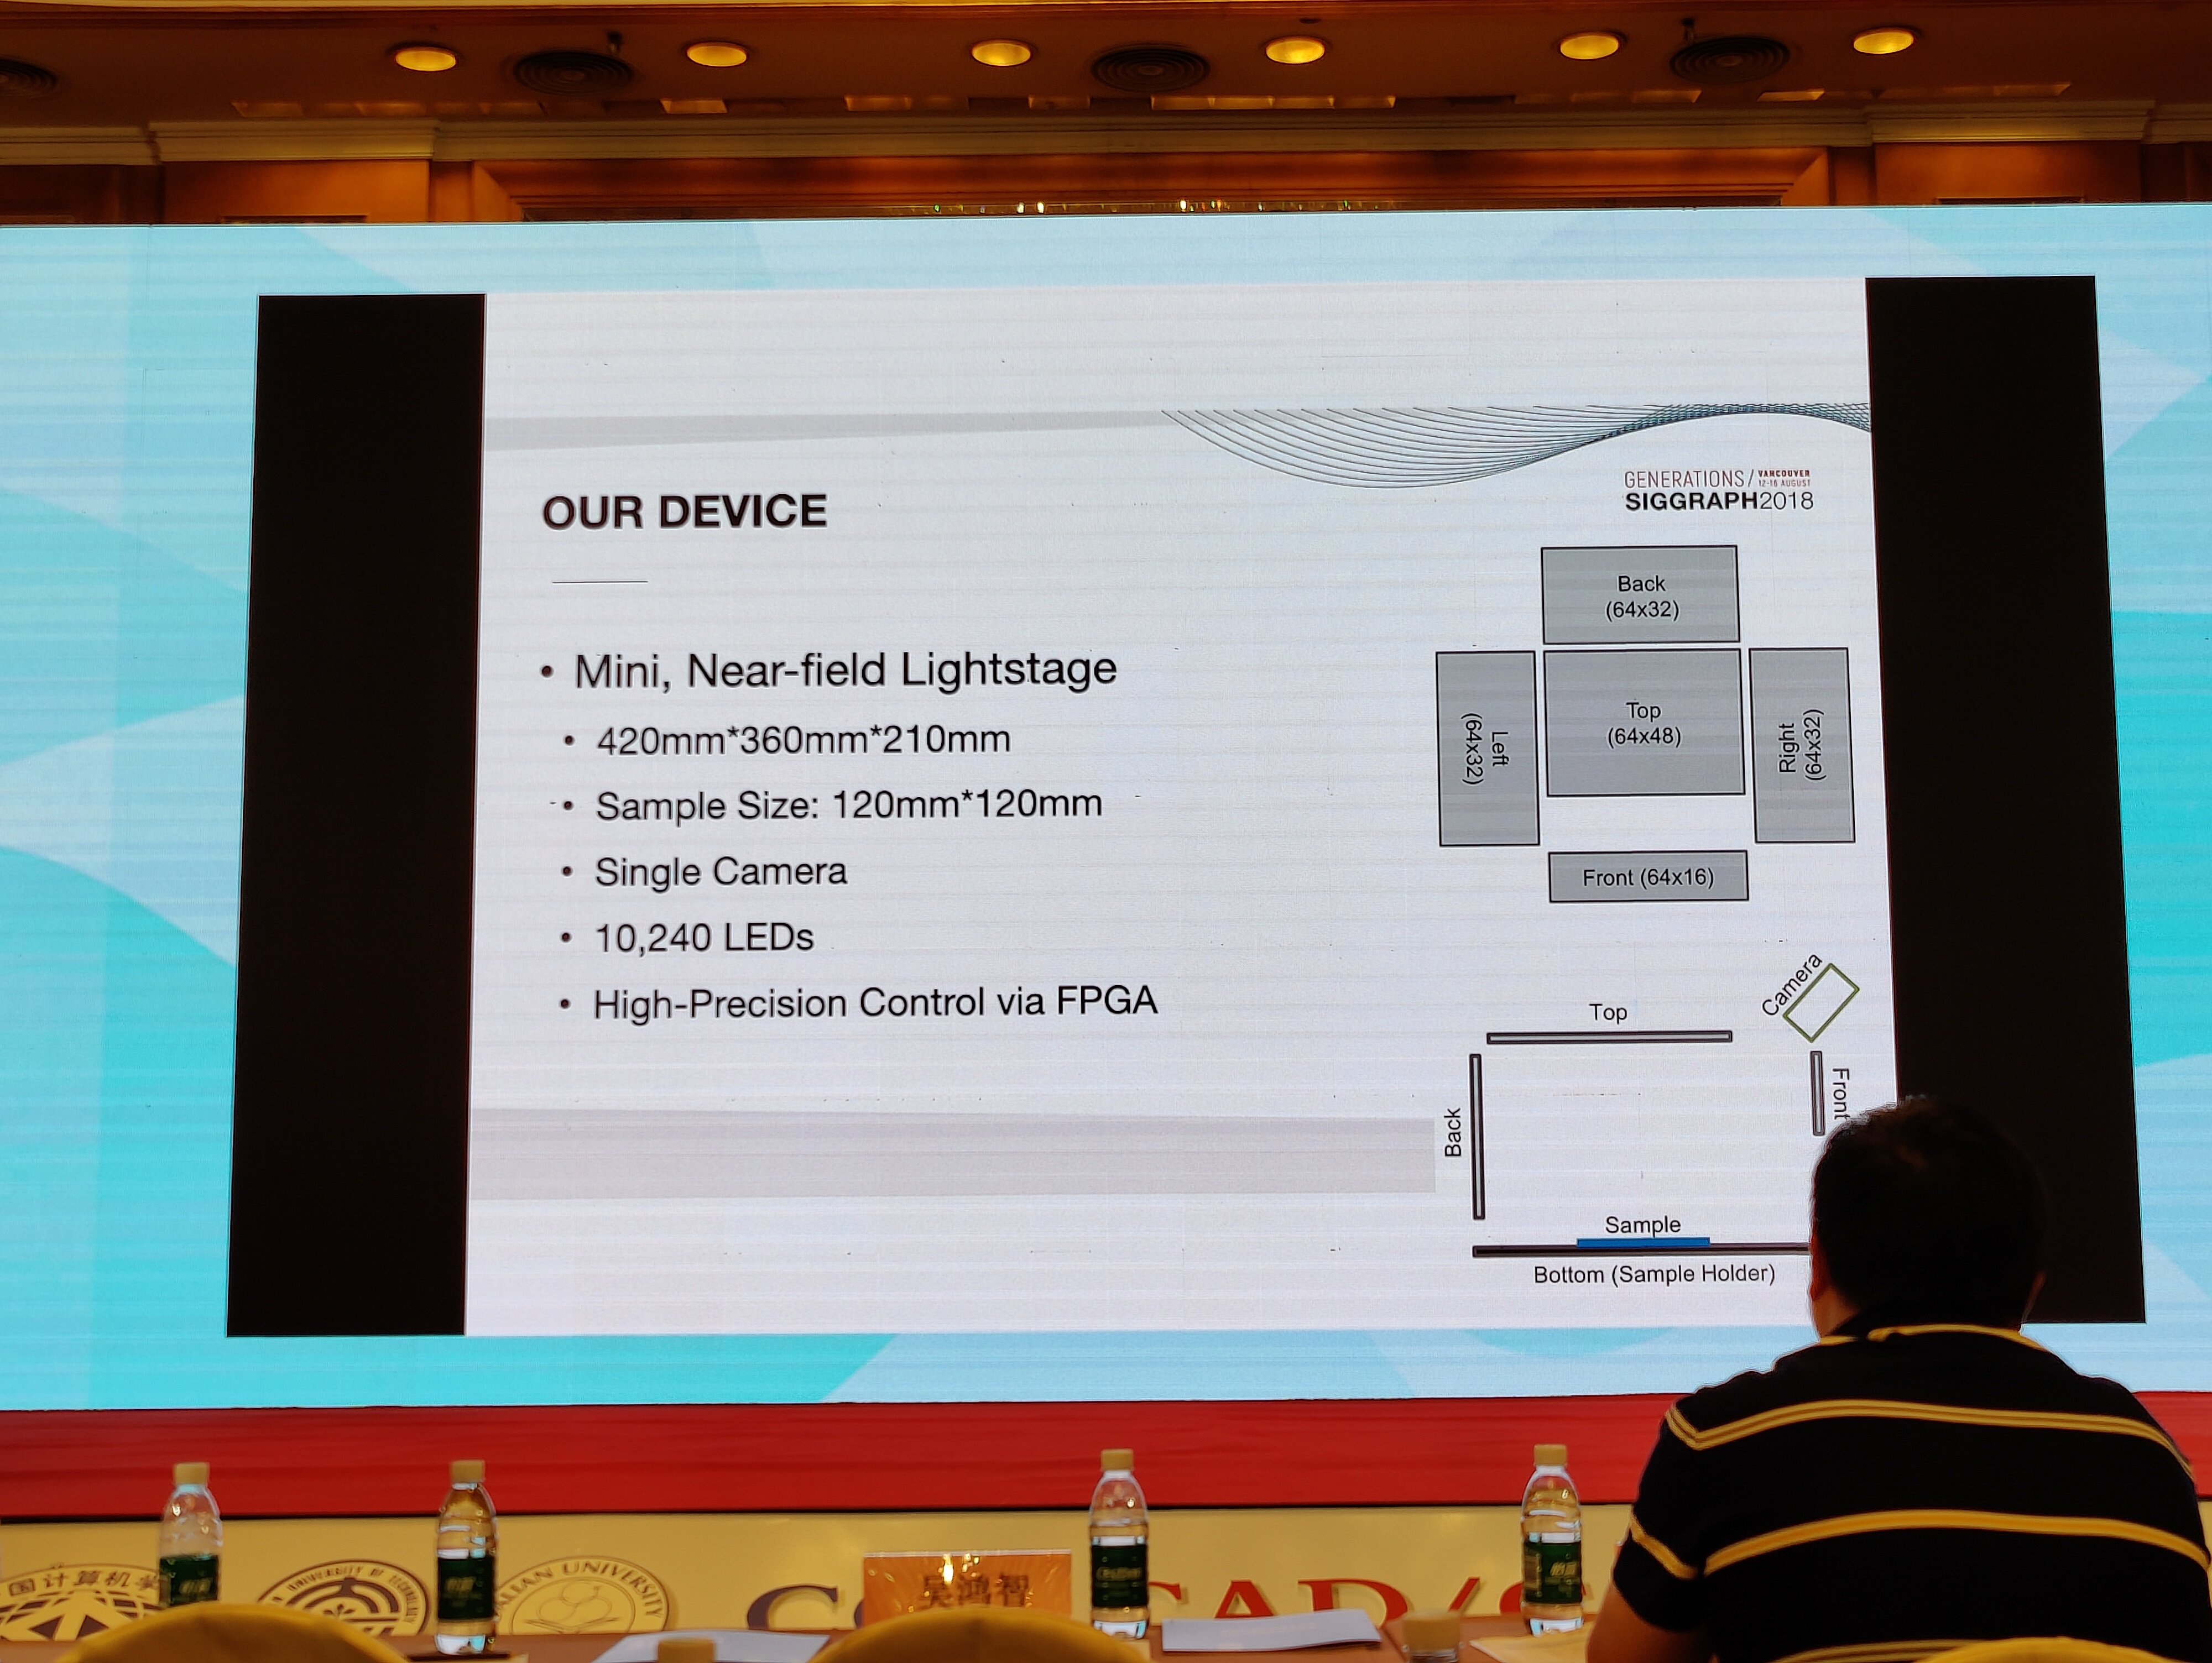 GENERATIONS / VANCOUVER
12-16 AUGUST
SIGGRAPH2018
OUR DEVICE
• Mini, Near-field Lightstage
• 420mm*360mm*210mm
• Sample Size: 120mm*120mm
• Single Camera
• 10,240 LEDs
• High-Precision Control via FPGA
Back
(64x32)
Left
(64x32)
Top
(64x48)
Right
(64x32)
Front (64x16)
Camera
Top
Front
Back
Sample
Bottom (Sample Holder)
国计算机学
UNIVERSITY OF TECHNOLOGY
LIAN UNIVERSITY
吴鸿智
CAD/